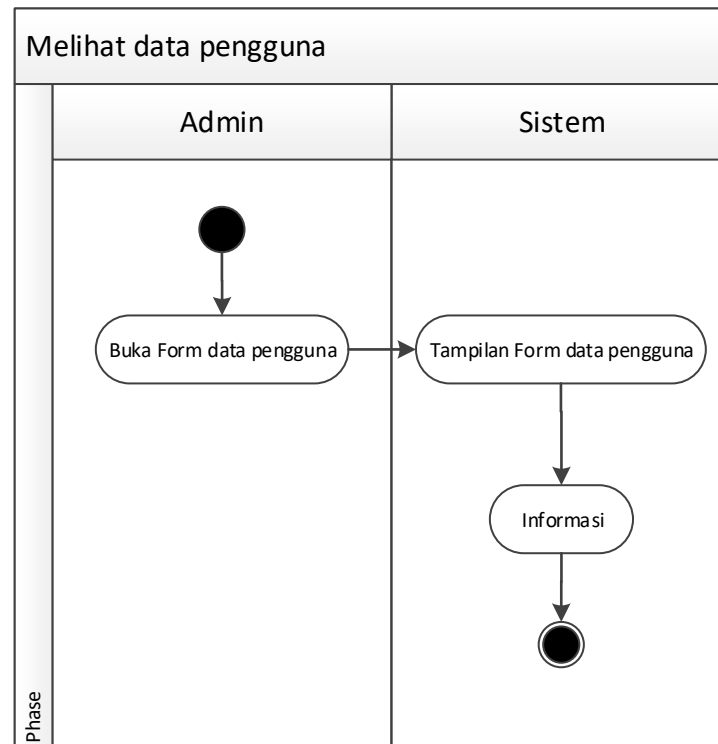 Melihat data pengguna
Admin
Sistem
Buka Form data pengguna
Tampilan Form data pengguna
Informasi
Phase